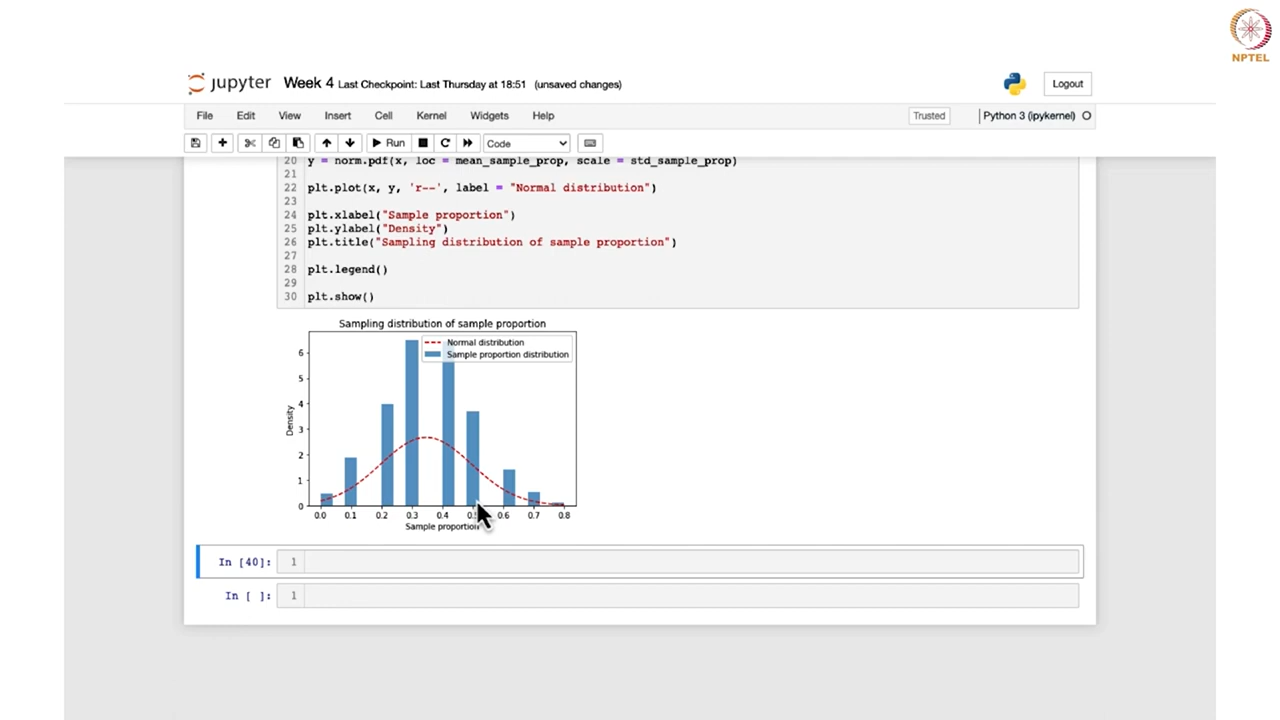 NPTEL
jupyter Week 4 Last Checkpoint: Last Thursday at 18:51 (unsaved changes)
Logout
File Edit View Insert Cell Kernel Widgets Help
Trusted
Python 3 (ipykernel)
Run
Code
20 y = norm.pdf(x, loc = mean_sample_prop, scale = std_sample_prop)
21
22 plt.plot(x, y, 'r--', label = "Normal distribution")
23
24 plt.xlabel("Sample proportion")
25 plt.ylabel("Density")
26 plt.title("Sampling distribution of sample proportion")
27
28 plt.legend()
29
30 plt.show()
Sampling distribution of sample proportion
Normal distribution
Sample proportion distribution
6
5
4
3
2
1
0
Density
0.0 0.1 0.2 0.3 0.4 0.6 0.7 0.8
Sample proportion
In [40]: 1
In [ ]: 1